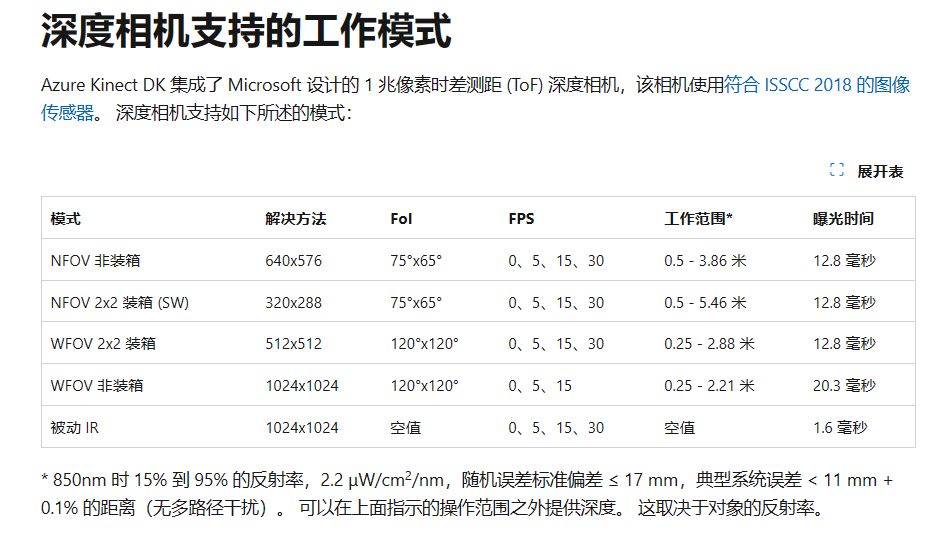 深度相机支持的工作模式
Azure Kinect DK 集成了 Microsoft 设计的 1 兆像素时差测距 (ToF) 深度相机，该相机使用符合 ISSCC 2018 的图像
传感器。 深度相机支持如下所述的模式：
展开表
模式 解决方法 FoI FPS 工作范围* 曝光时间
NFOV 非装箱 640x576 75°x65° 0、5、15、30 0.5 - 3.86 米 12.8 毫秒
NFOV 2x2 装箱 (SW) 320x288 75°x65° 0、5、15、30 0.5 - 5.46 米 12.8 毫秒
WFOV 2x2 装箱 512x512 120°x120° 0、5、15、30 0.25 - 2.88 米 12.8 毫秒
WFOV 非装箱 1024x1024 120°x120° 0、5、15 0.25 - 2.21 米 20.3 毫秒
被动 IR 1024x1024 空值 0、5、15、30 空值 1.6 毫秒
* 850nm 时 15% 到 95% 的反射率，2.2 μW/cm²/nm，随机误差标准偏差 ≤ 17 mm，典型系统误差 < 11 mm +
0.1% 的距离（无多路径干扰）。 可以在上面指示的操作范围之外提供深度。 这取决于对象的反射率。